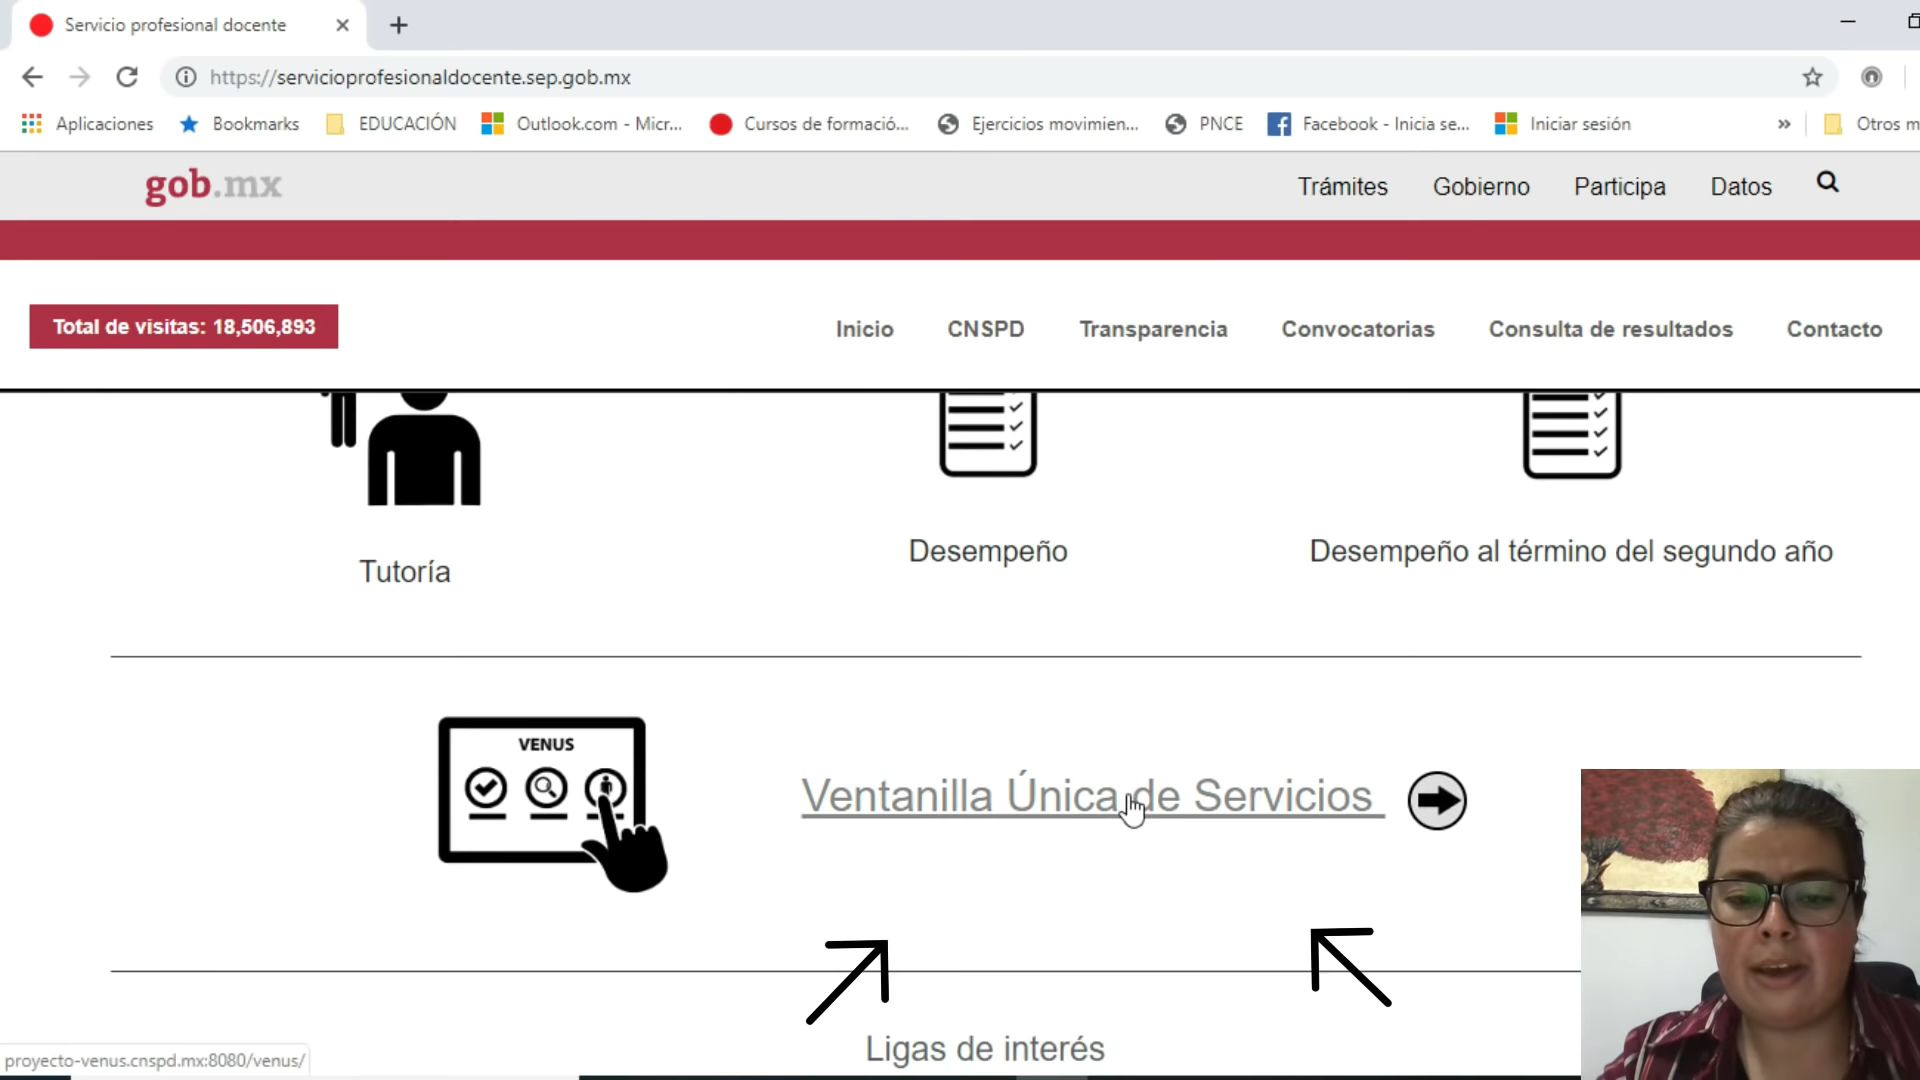 Servicio profesional docente
https://servicioprofesionaldocente.sep.gob.mx
Aplicaciones Bookmarks EDUCACIÓN Outlook.com - Micr... Cursos de formació... Ejercicios movimien... PNCE Facebook - Inicia se... Iniciar sesión » Otros m
gob.mx Trámites Gobierno Participa Datos
Total de visitas: 18,506,893 Inicio CNSPD Transparencia Convocatorias Consulta de resultados Contacto
Tutoría Desempeño Desempeño al término del segundo año
VENUS
Ventanilla Única de Servicios
Ligas de interés
proyecto-venus.cnspd.mx:8080/venus/